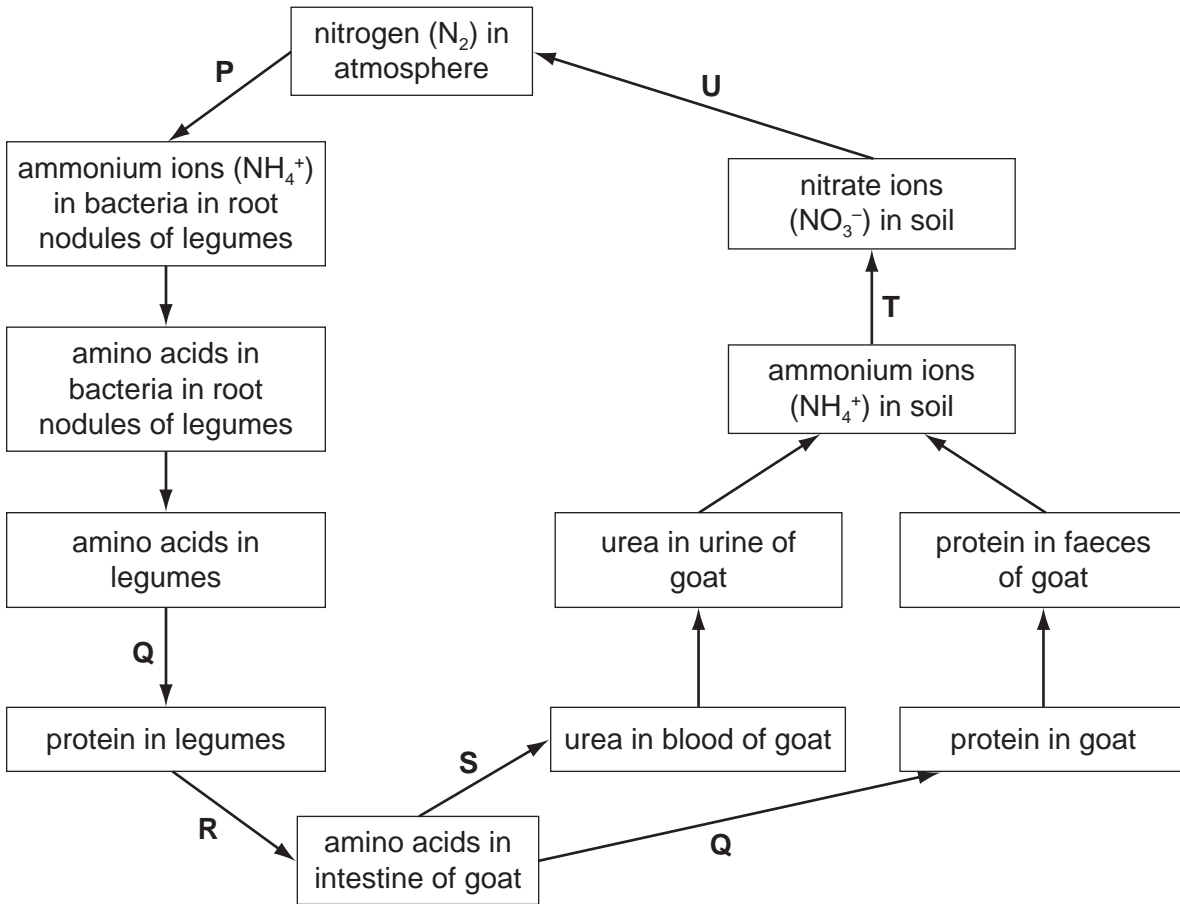 nitrogen (N₂) in
atmosphere
P
U
ammonium ions (NH₄⁺)
in bacteria in root
nodules of legumes
nitrate ions
(NO₃⁻) in soil
T
amino acids in
bacteria in root
nodules of legumes
ammonium ions
(NH₄⁺) in soil
amino acids in
legumes
urea in urine of
goat
protein in faeces
of goat
Q
protein in legumes
S
urea in blood of goat
protein in goat
R
amino acids in
intestine of goat
Q